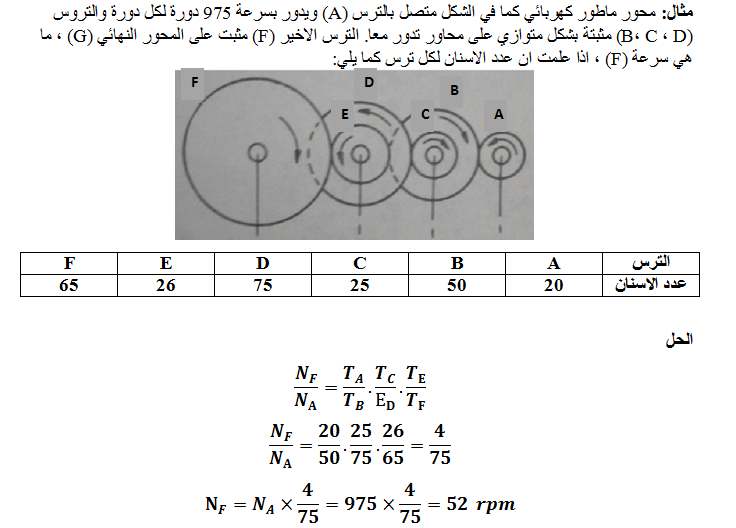 مثال: محور ماطور كهربائي كما في الشكل متصل بالترس (A) ويدور بسرعة 975 دورة لكل دورة والتروس
(B، C ، D) مثبتة بشكل متوازي على محاور تدور معا. الترس الاخير (F) مثبت على المحور النهائي (G) ، ما
هي سرعة (F) ، اذا علمت ان عدد الاسنان لكل ترس كما يلي:
F D B
E C A
الترس A B C D E F
عدد الاسنان 20 50 25 75 26 65
الحل
N_F/N_A = T_A/T_B . T_C/E_D . T_E/T_F
N_F/N_A = 20/50 . 25/75 . 26/65 = 4/75
N_F = N_A × 4/75 = 975 × 4/75 = 52 rpm